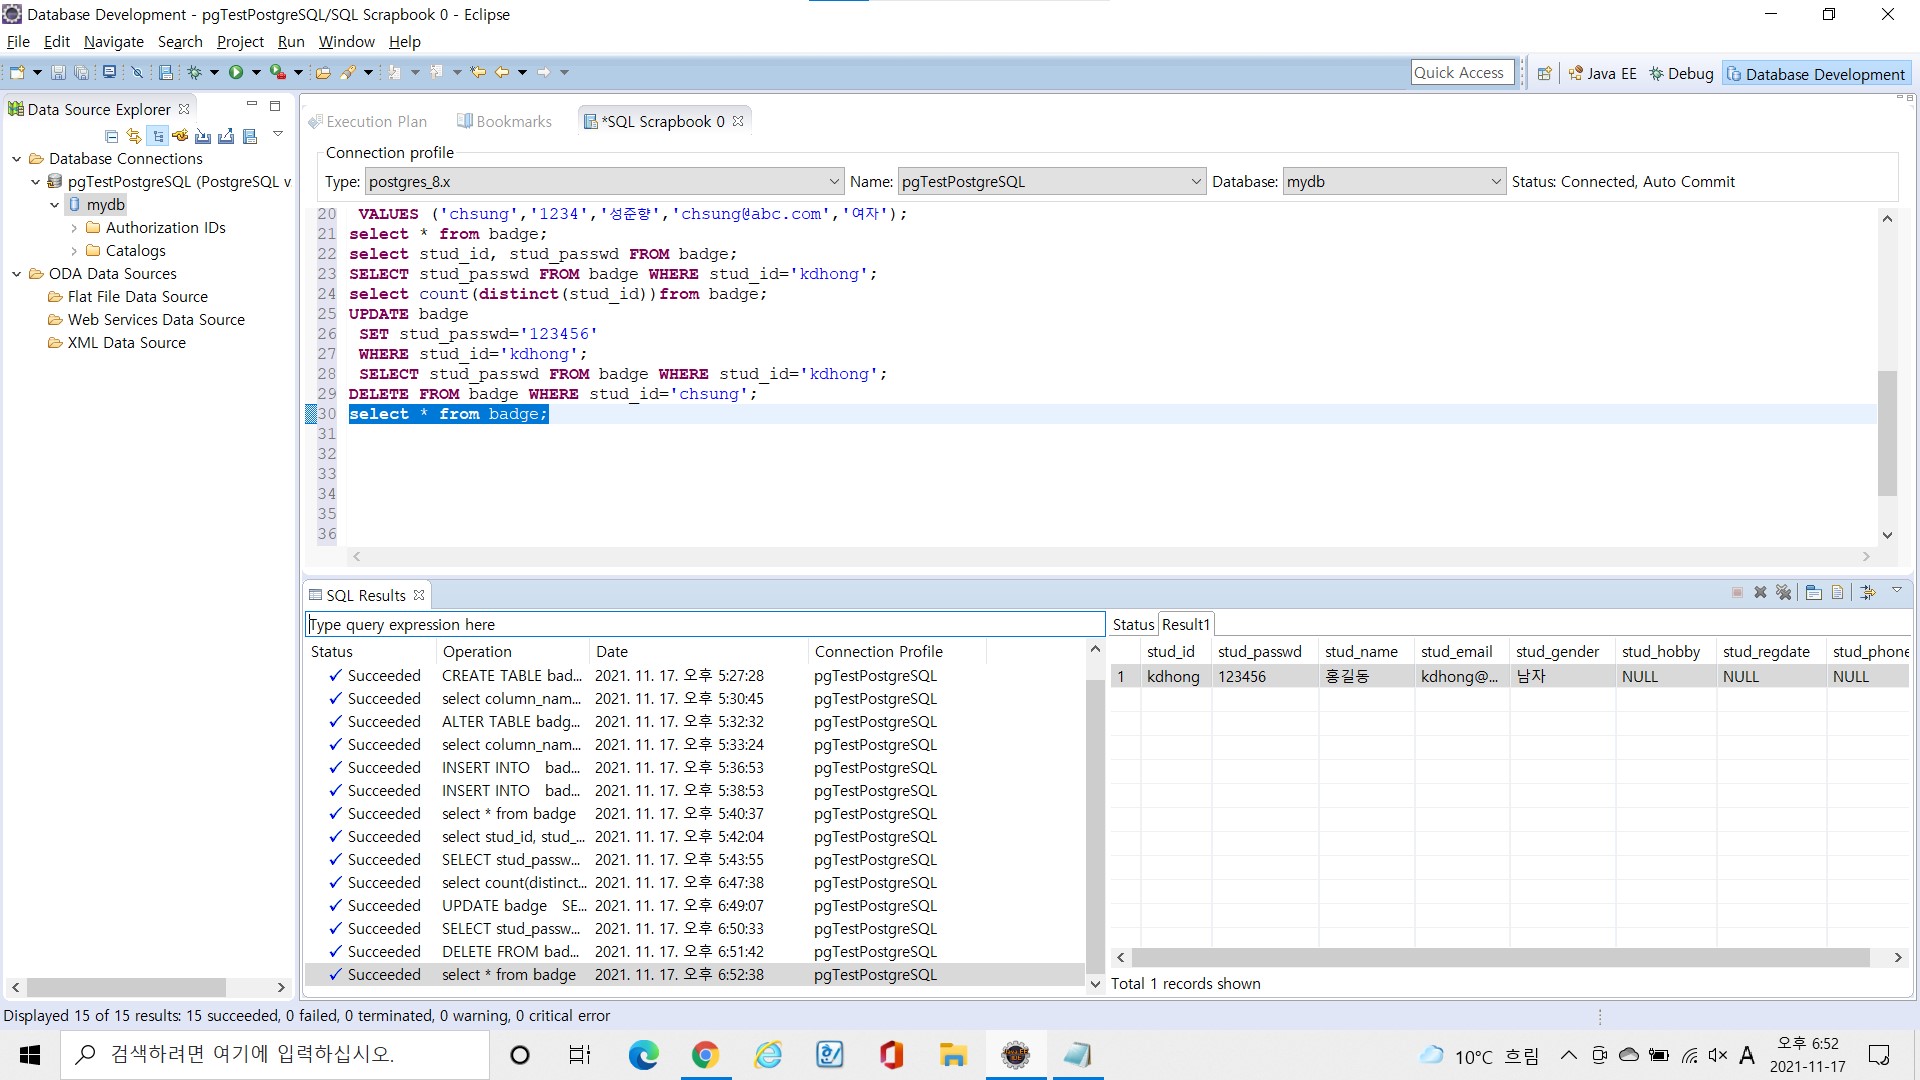 Database Development - pgTestPostgreSQL/SQL Scrapbook 0 - Eclipse
File Edit Navigate Search Project Run Window Help
Quick Access Java EE Debug Database Development
Data Source Explorer
Database Connections
pgTestPostgreSQL (PostgreSQL v
mydb
Authorization IDs
Catalogs
ODA Data Sources
Flat File Data Source
Web Services Data Source
XML Data Source
Execution Plan Bookmarks *SQL Scrapbook 0
Connection profile
Type: postgres_8.x Name: pgTestPostgreSQL Database: mydb Status: Connected, Auto Commit
20 VALUES ('chsung','1234','성준향','chsung@abc.com','여자');
21 select * from badge;
22 select stud_id, stud_passwd FROM badge;
23 SELECT stud_passwd FROM badge WHERE stud_id='kdhong';
24 select count(distinct(stud_id))from badge;
25 UPDATE badge
26 SET stud_passwd='123456'
27 WHERE stud_id='kdhong';
28 SELECT stud_passwd FROM badge WHERE stud_id='kdhong';
29 DELETE FROM badge WHERE stud_id='chsung';
30 select * from badge;
31
32
33
34
35
36
SQL Results
Type query expression here
Status Operation Date Connection Profile
Succeeded CREATE TABLE bad... 2021. 11. 17. 오후 5:27:28 pgTestPostgreSQL
Succeeded select column_nam... 2021. 11. 17. 오후 5:30:45 pgTestPostgreSQL
Succeeded ALTER TABLE badg... 2021. 11. 17. 오후 5:32:32 pgTestPostgreSQL
Succeeded select column_nam... 2021. 11. 17. 오후 5:33:24 pgTestPostgreSQL
Succeeded INSERT INTO bad... 2021. 11. 17. 오후 5:36:53 pgTestPostgreSQL
Succeeded INSERT INTO bad... 2021. 11. 17. 오후 5:38:53 pgTestPostgreSQL
Succeeded select * from badge 2021. 11. 17. 오후 5:40:37 pgTestPostgreSQL
Succeeded select stud_id, stud_... 2021. 11. 17. 오후 5:42:04 pgTestPostgreSQL
Succeeded SELECT stud_passw... 2021. 11. 17. 오후 5:43:55 pgTestPostgreSQL
Succeeded select count(distinct... 2021. 11. 17. 오후 6:47:38 pgTestPostgreSQL
Succeeded UPDATE badge SE... 2021. 11. 17. 오후 6:49:07 pgTestPostgreSQL
Succeeded SELECT stud_passw... 2021. 11. 17. 오후 6:50:33 pgTestPostgreSQL
Succeeded DELETE FROM bad... 2021. 11. 17. 오후 6:51:42 pgTestPostgreSQL
Succeeded select * from badge 2021. 11. 17. 오후 6:52:38 pgTestPostgreSQL
Status Result1
stud_id stud_passwd stud_name stud_email stud_gender stud_hobby stud_regdate stud_phone
1 kdhong 123456 홍길동 kdhong@... 남자 NULL NULL NULL
Total 1 records shown
Displayed 15 of 15 results: 15 succeeded, 0 failed, 0 terminated, 0 warning, 0 critical error
검색하려면 여기에 입력하십시오.
10°C 흐림 A 오후 6:52
2021-11-17